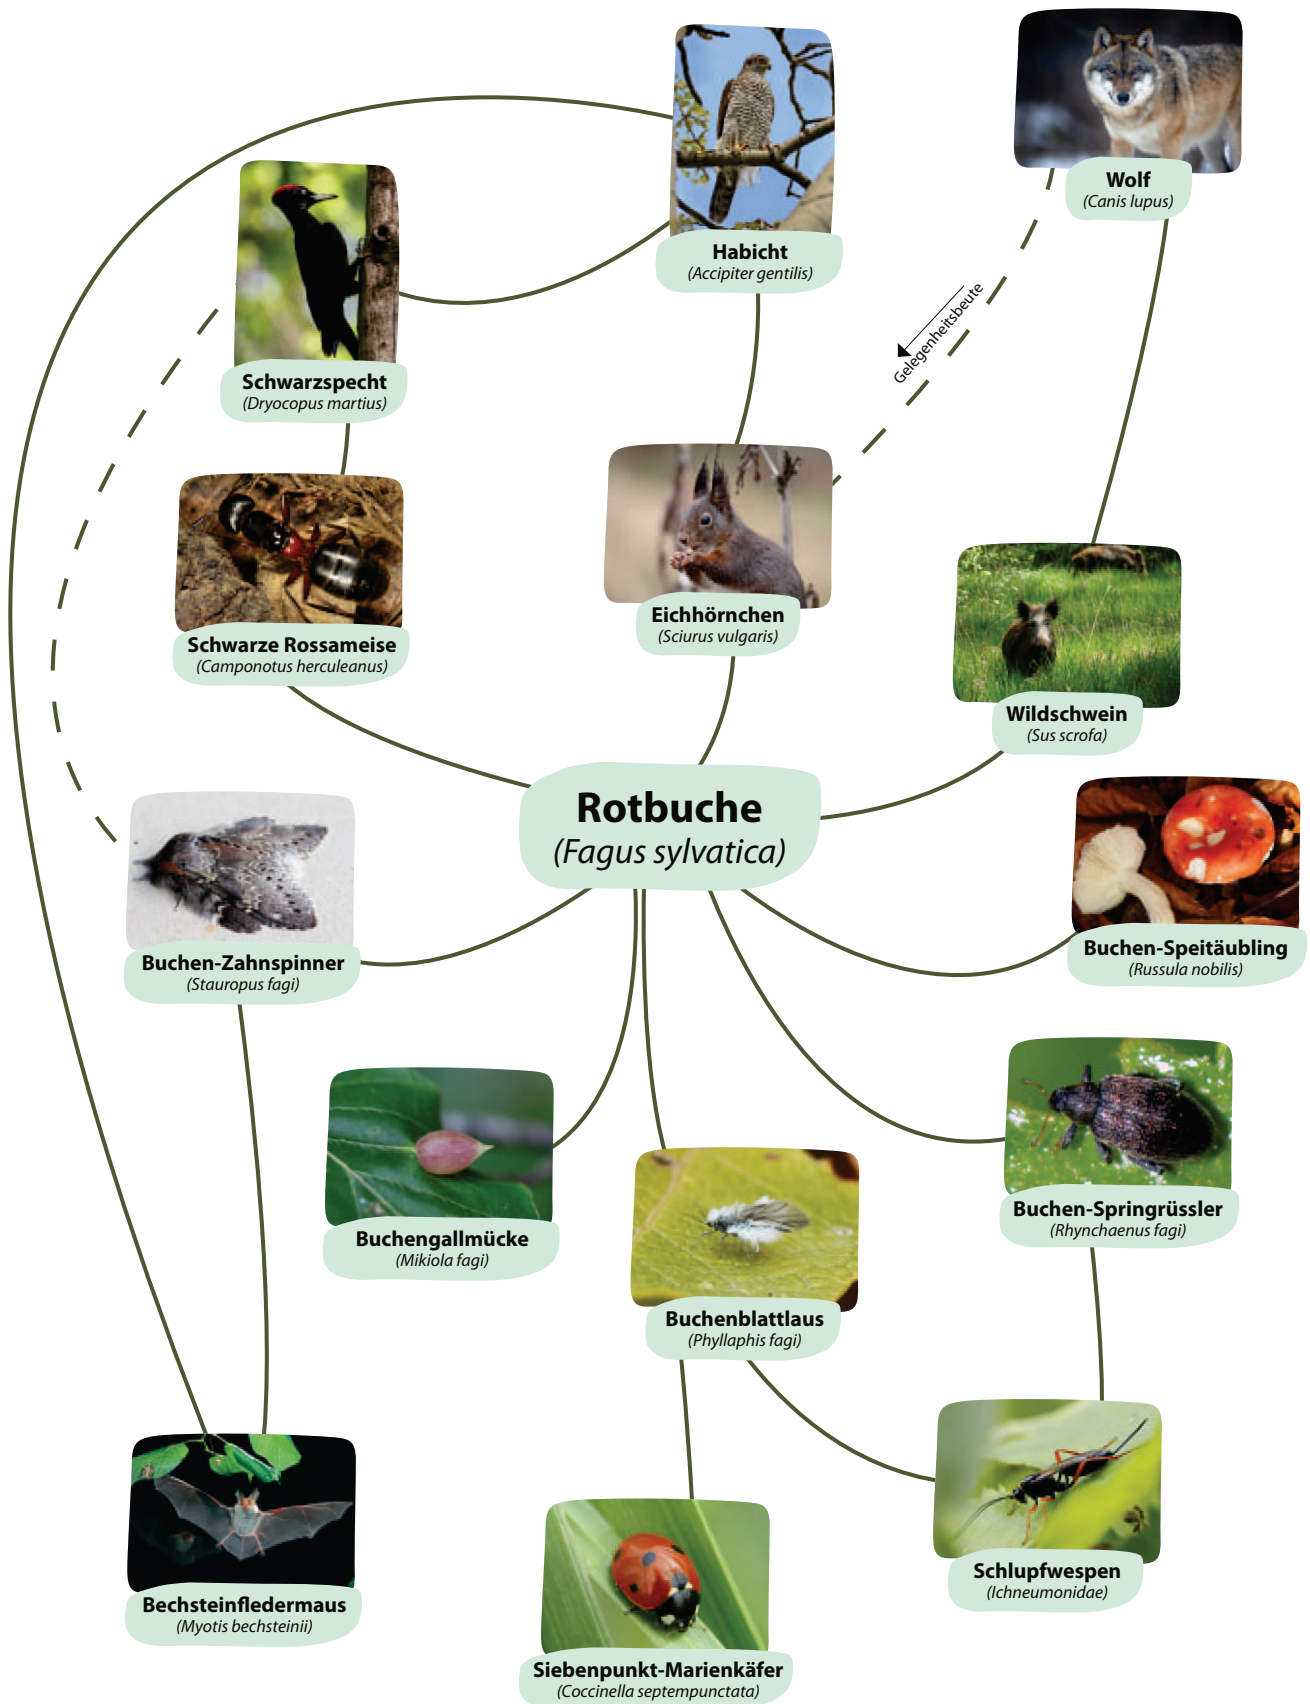 Wolf
(Canis lupus)
Habicht
(Accipiter gentilis)
Gelegenheitsbeute
Schwarzspecht
(Dryocopus martius)
Eichhörnchen
(Sciurus vulgaris)
Schwarze Rossameise
(Camponotus herculeanus)
Wildschwein
(Sus scrofa)
Rotbuche
(Fagus sylvatica)
Buchen-Zahnspinner
(Stauropus fagi)
Buchen-Speitäubling
(Russula nobilis)
Buchengallmücke
(Mikiola fagi)
Buchen-Springrüssler
(Rhynchaenus fagi)
Buchenblattlaus
(Phyllaphis fagi)
Schlupfwespen
(Ichneumonidae)
Bechsteinfledermaus
(Myotis bechsteinii)
Siebenpunkt-Marienkäfer
(Coccinella septempunctata)